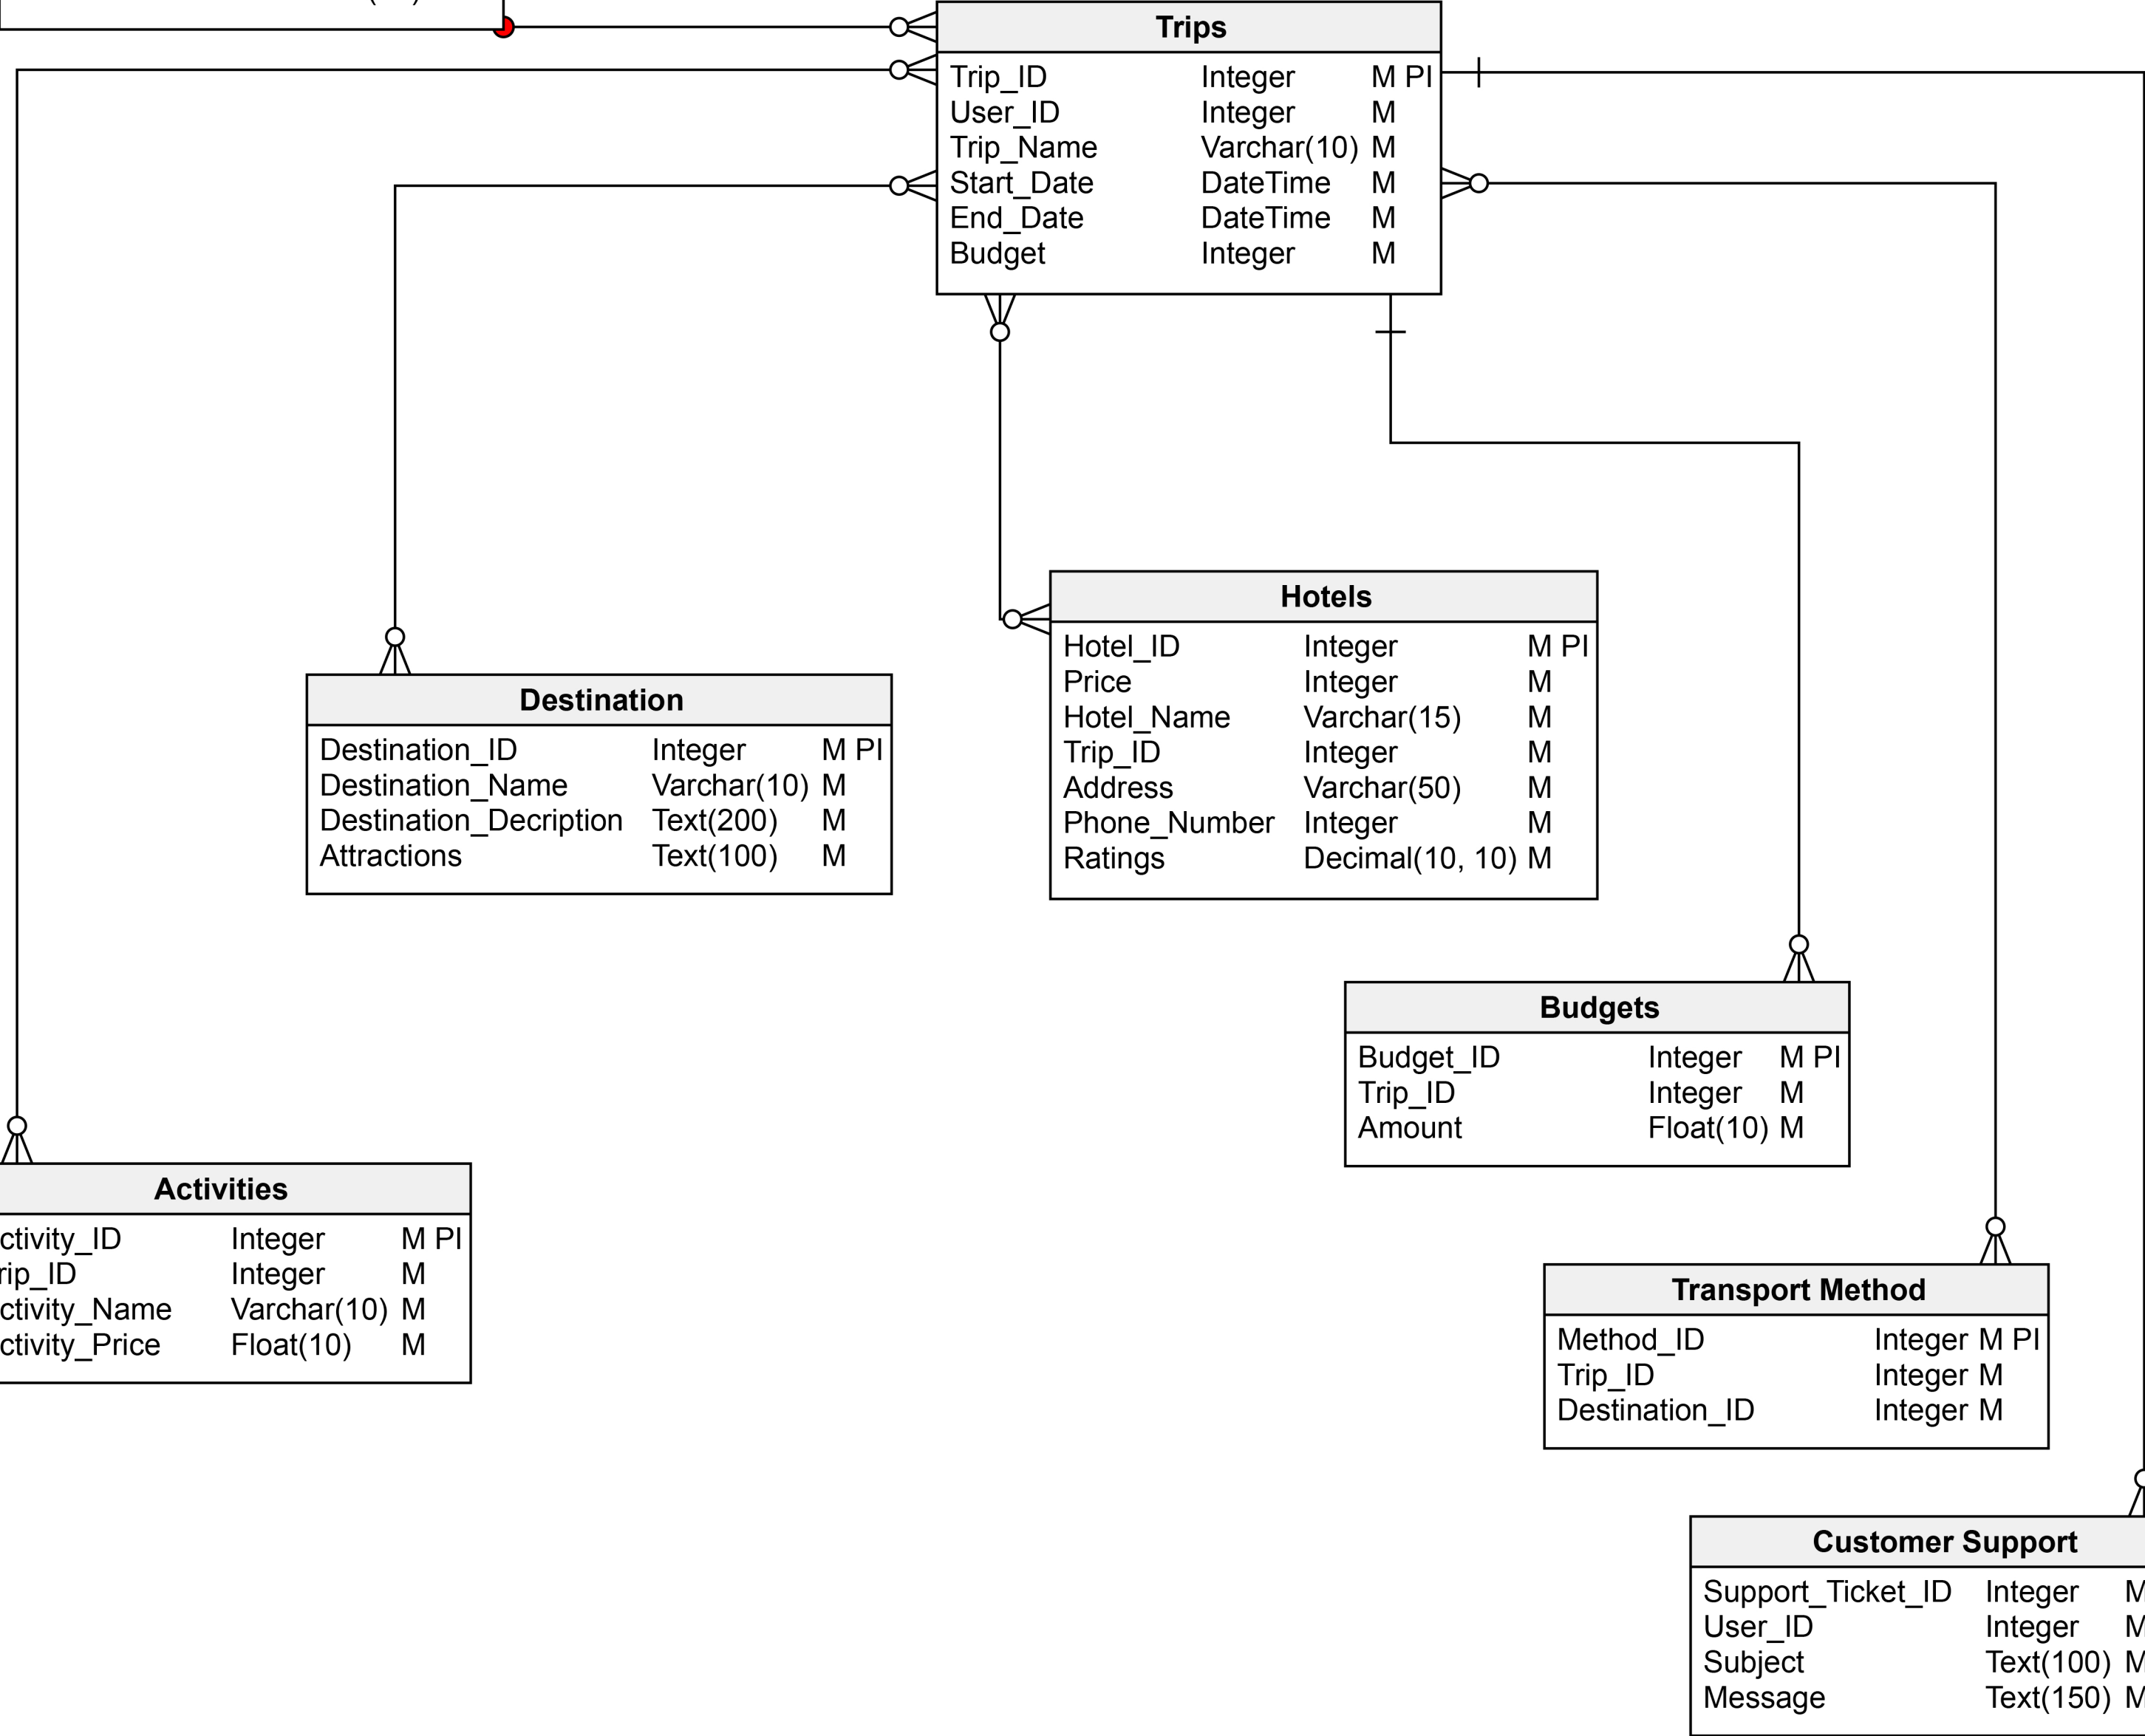 Trips
Trip_ID Integer M PI
User_ID Integer M
Trip_Name Varchar(10) M
Start_Date DateTime M
End_Date DateTime M
Budget Integer M
Hotels
Hotel_ID Integer M PI
Price Integer M
Hotel_Name Varchar(15) M
Trip_ID Integer M
Address Varchar(50) M
Phone_Number Integer M
Ratings Decimal(10, 10) M
Destination
Destination_ID Integer M PI
Destination_Name Varchar(10) M
Destination_Decription Text(200) M
Attractions Text(100) M
Budgets
Budget_ID Integer M PI
Trip_ID Integer M
Amount Float(10) M
Activities
ctivity_ID Integer M PI
rip_ID Integer M
ctivity_Name Varchar(10) M
ctivity_Price Float(10) M
Transport Method
Method_ID Integer M PI
Trip_ID Integer M
Destination_ID Integer M
Customer Support
Support_Ticket_ID Integer M
User_ID Integer M
Subject Text(100) M
Message Text(150) M